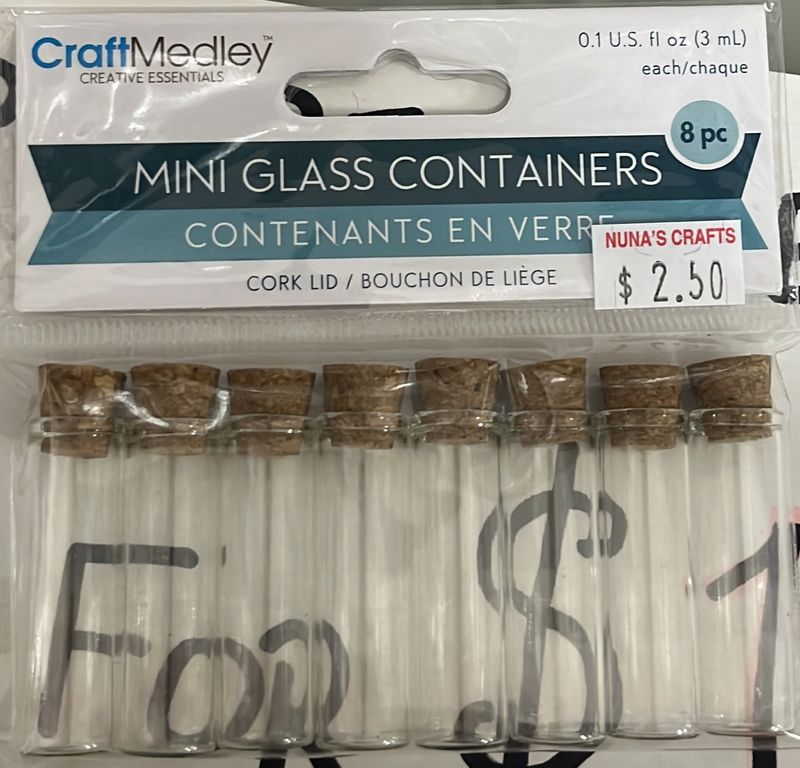 CraftMedley™
CREATIVE ESSENTIALS
0.1 U.S. fl oz (3 mL)
each/chaque
8 pc
MINI GLASS CONTAINERS
CONTENANTS EN VERRE
CORK LID / BOUCHON DE LIÈGE
NUNA'S CRAFTS
$ 2.50
FOR $ 1